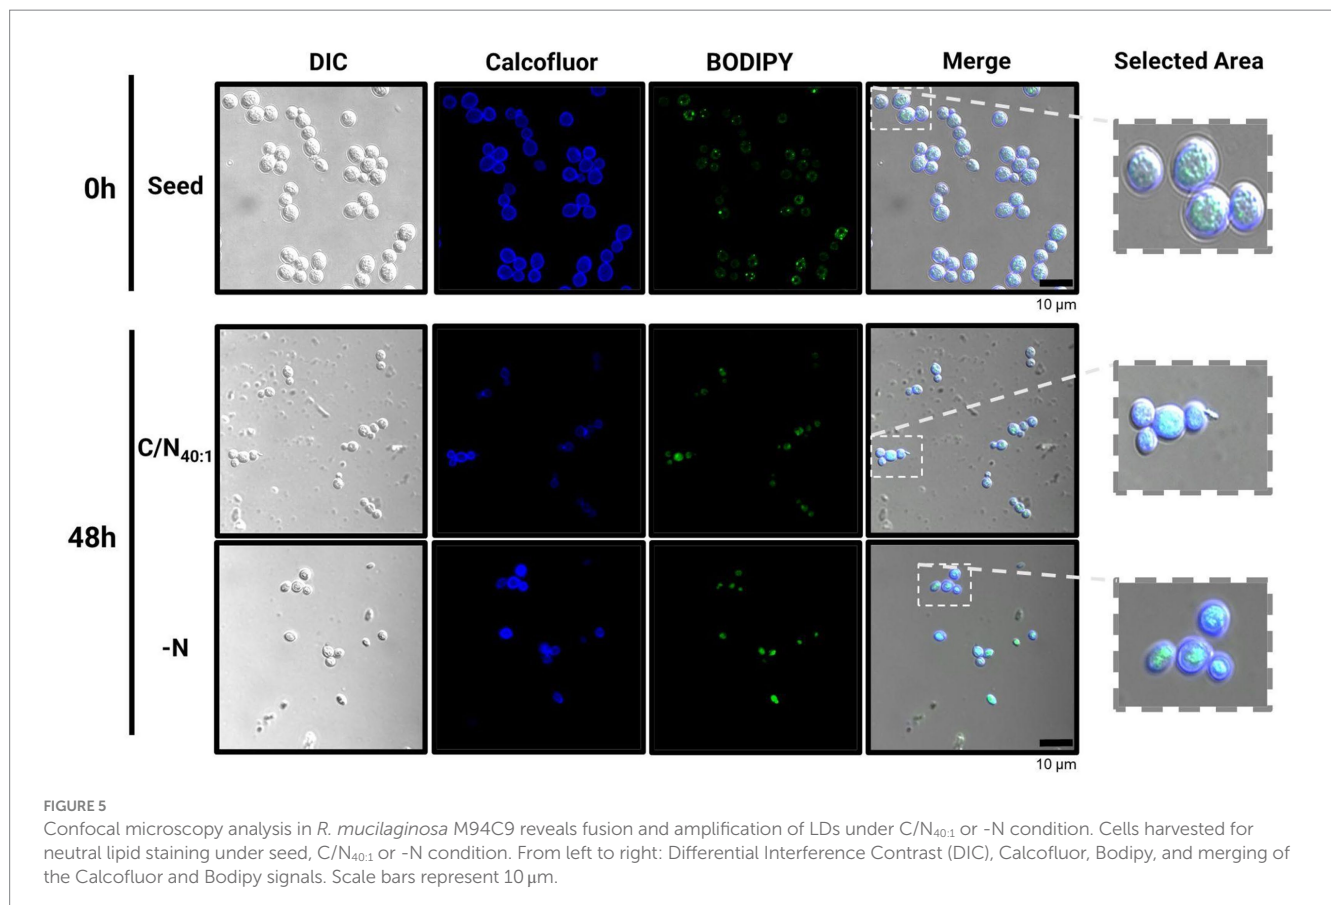 DIC Calcofluor BODIPY Merge Selected Area
0h Seed
10 µm
C/N40:1
48h
-N
10 µm
FIGURE 5
Confocal microscopy analysis in R. mucilaginosa M94C9 reveals fusion and amplification of LDs under C/N40:1 or -N condition. Cells harvested for
neutral lipid staining under seed, C/N40:1 or -N condition. From left to right: Differential Interference Contrast (DIC), Calcofluor, Bodipy, and merging of
the Calcofluor and Bodipy signals. Scale bars represent 10 µm.